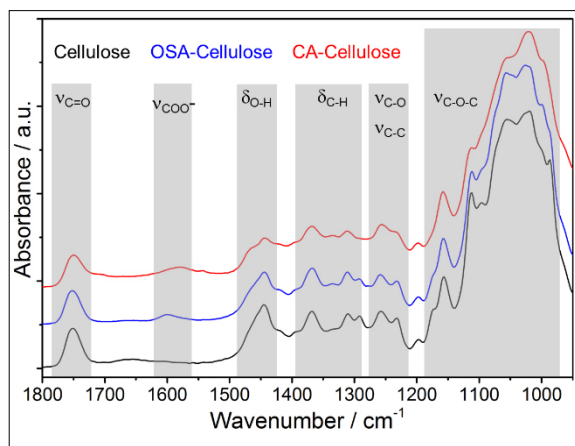 Cellulose OSA-Cellulose CA-Cellulose
νC=O νCOO- δO-H δC-H νC-O νC-O-C
νC-C
Absorbance / a.u.
1800 1700 1600 1500 1400 1300 1200 1100 1000
Wavenumber / cm-1